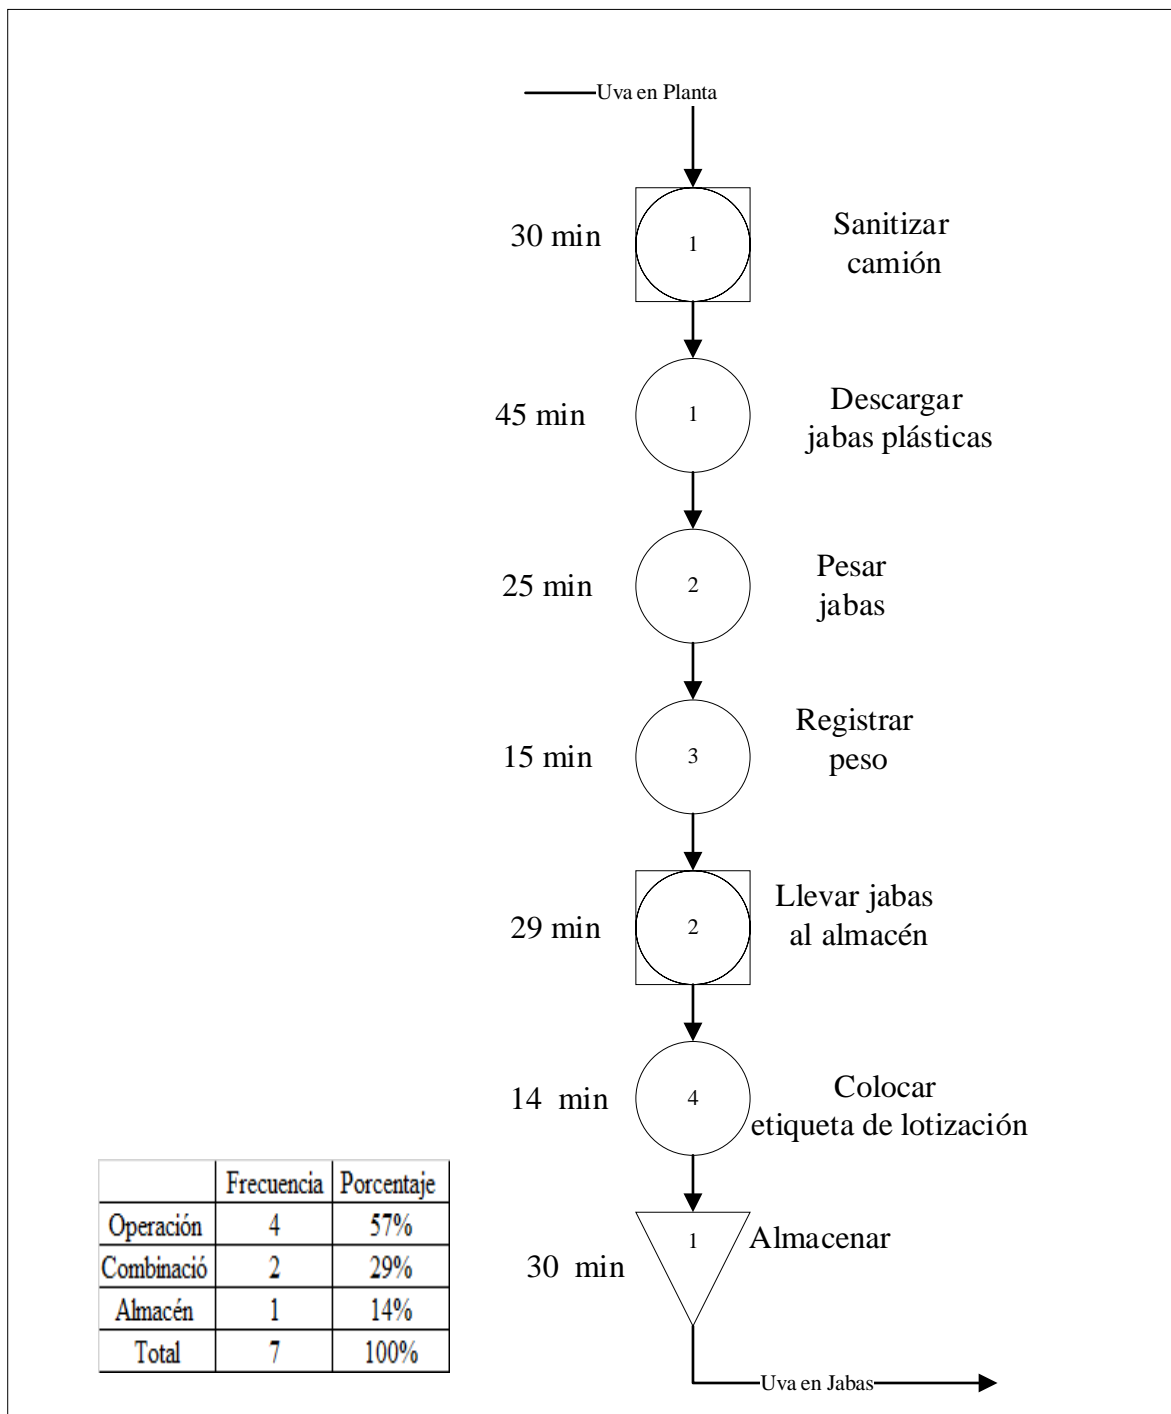 Uva en Planta
30 min
1
Sanitizar
camión
45 min
1
Descargar
jabas plásticas
25 min
2
Pesar
jabas
15 min
3
Registrar
peso
29 min
2
Llevar jabas
al almacén
14 min
4
Colocar
etiqueta de lotización
30 min
1
Almacenar
Uva en Jabas
Frecuencia Porcentaje
Operación 4 57%
Combinació 2 29%
Almacén 1 14%
Total 7 100%